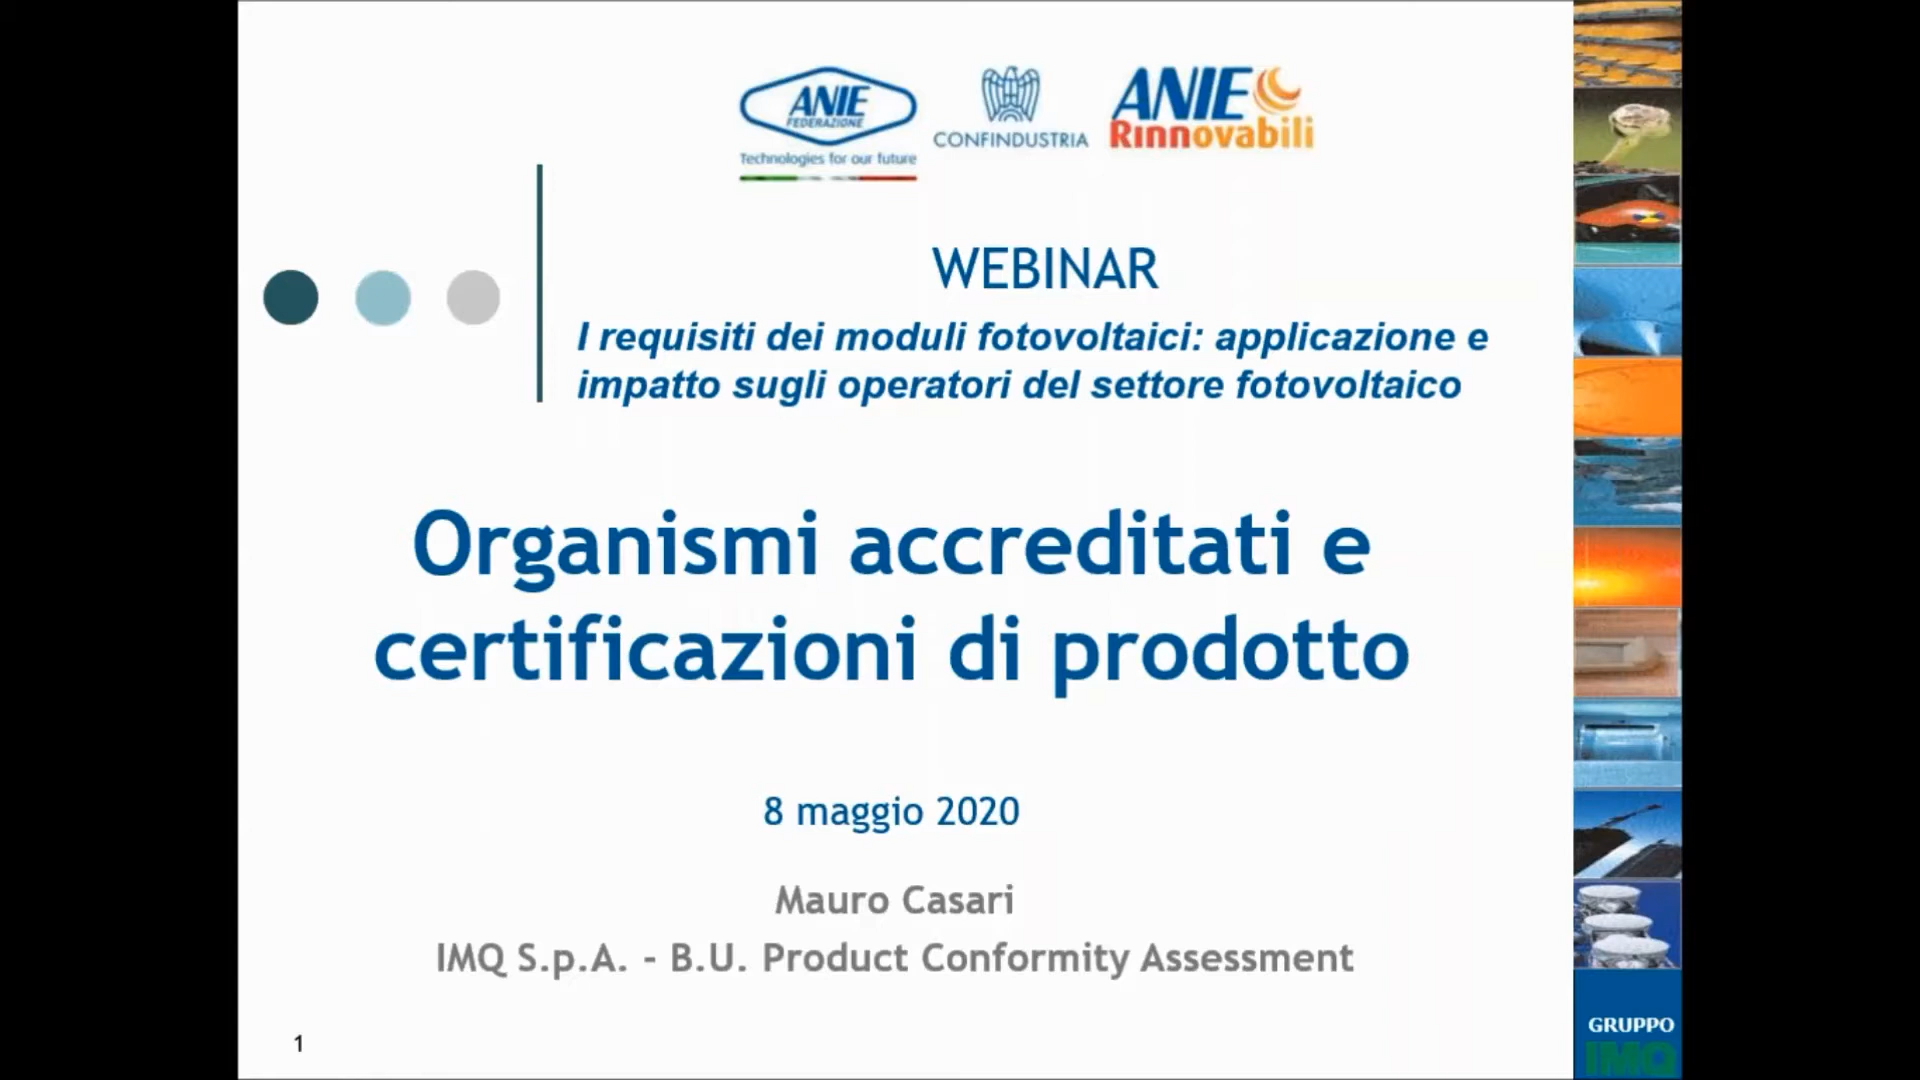 ANIE
FEDERAZIONE
Technologies for our future
CONFINDUSTRIA
ANIE
Rinnovabili
WEBINAR
I requisiti dei moduli fotovoltaici: applicazione e
impatto sugli operatori del settore fotovoltaico
Organismi accreditati e
certificazioni di prodotto
8 maggio 2020
Mauro Casari
IMQ S.p.A. - B.U. Product Conformity Assessment
1
GRUPPO
IMQ